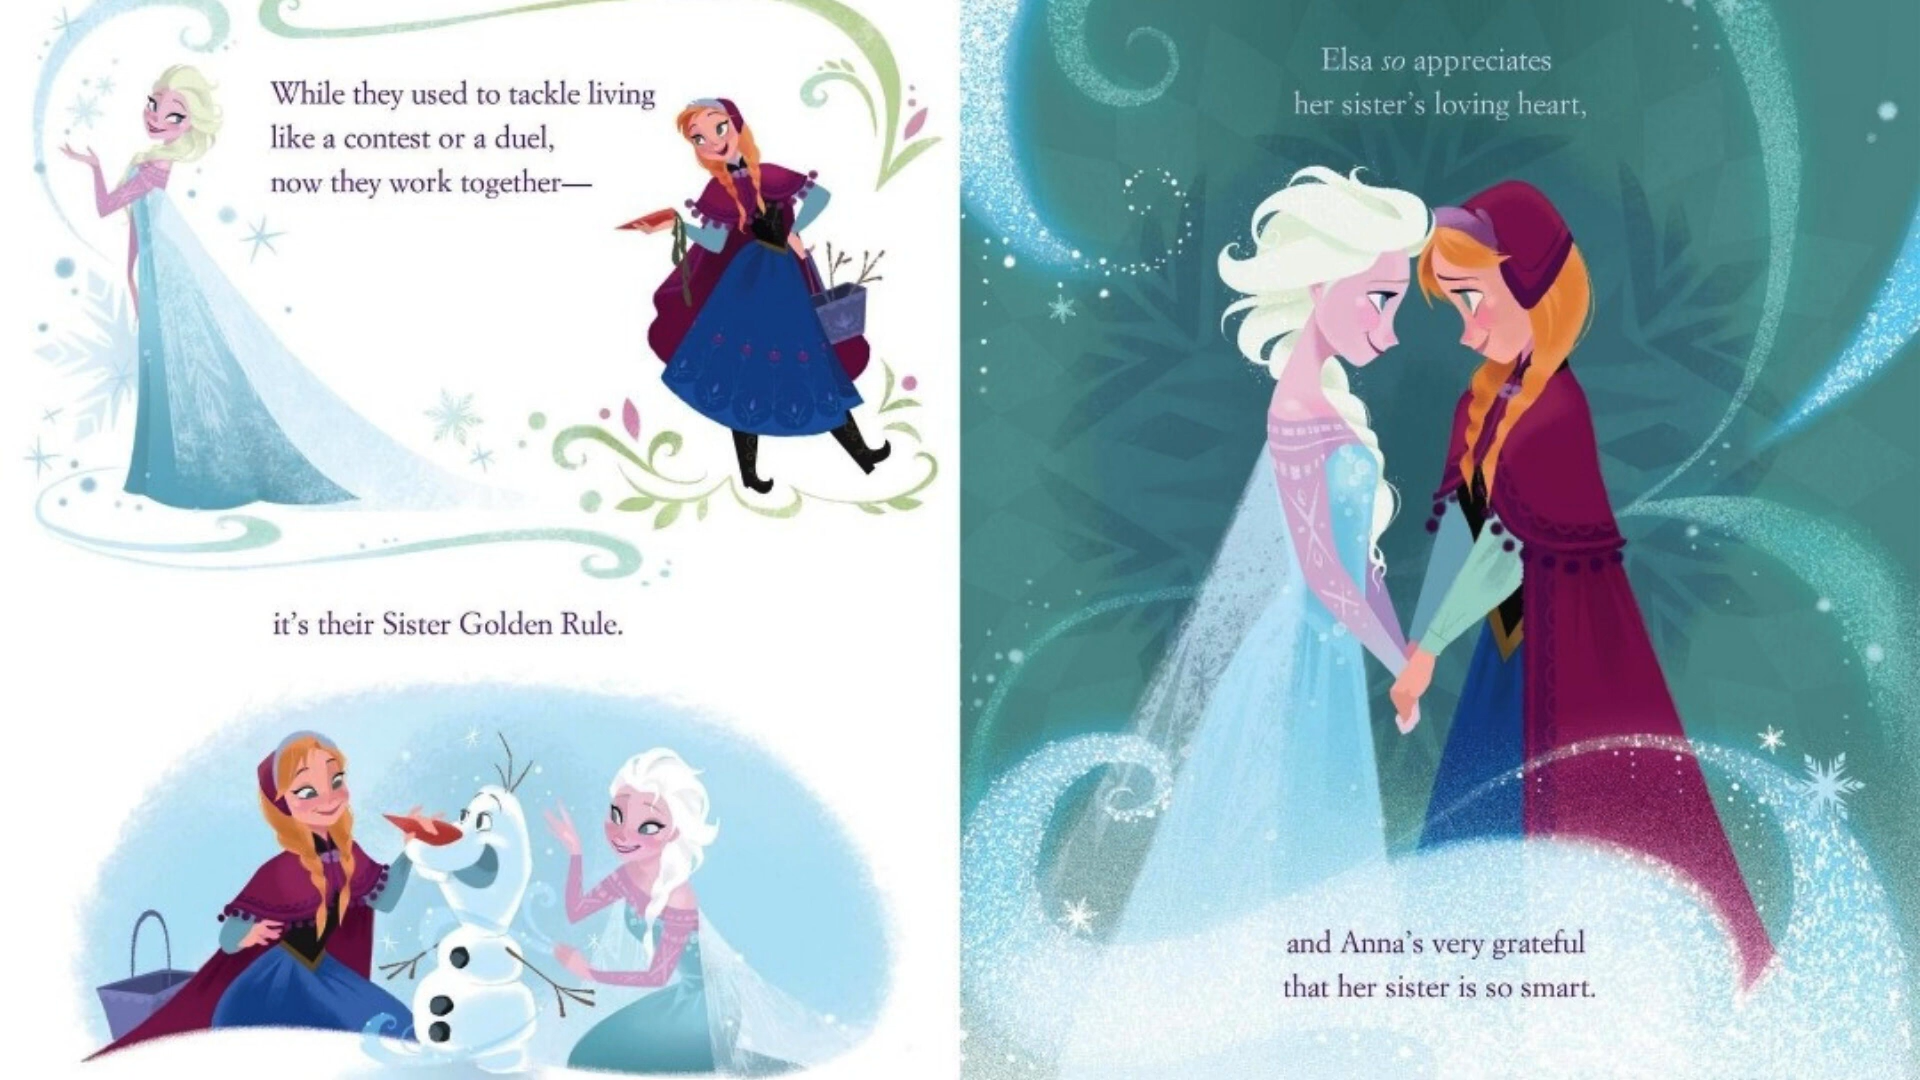 While they used to tackle living
like a contest or a duel,
now they work together—
it's their Sister Golden Rule.
Elsa so appreciates
her sister's loving heart,
and Anna's very grateful
that her sister is so smart.